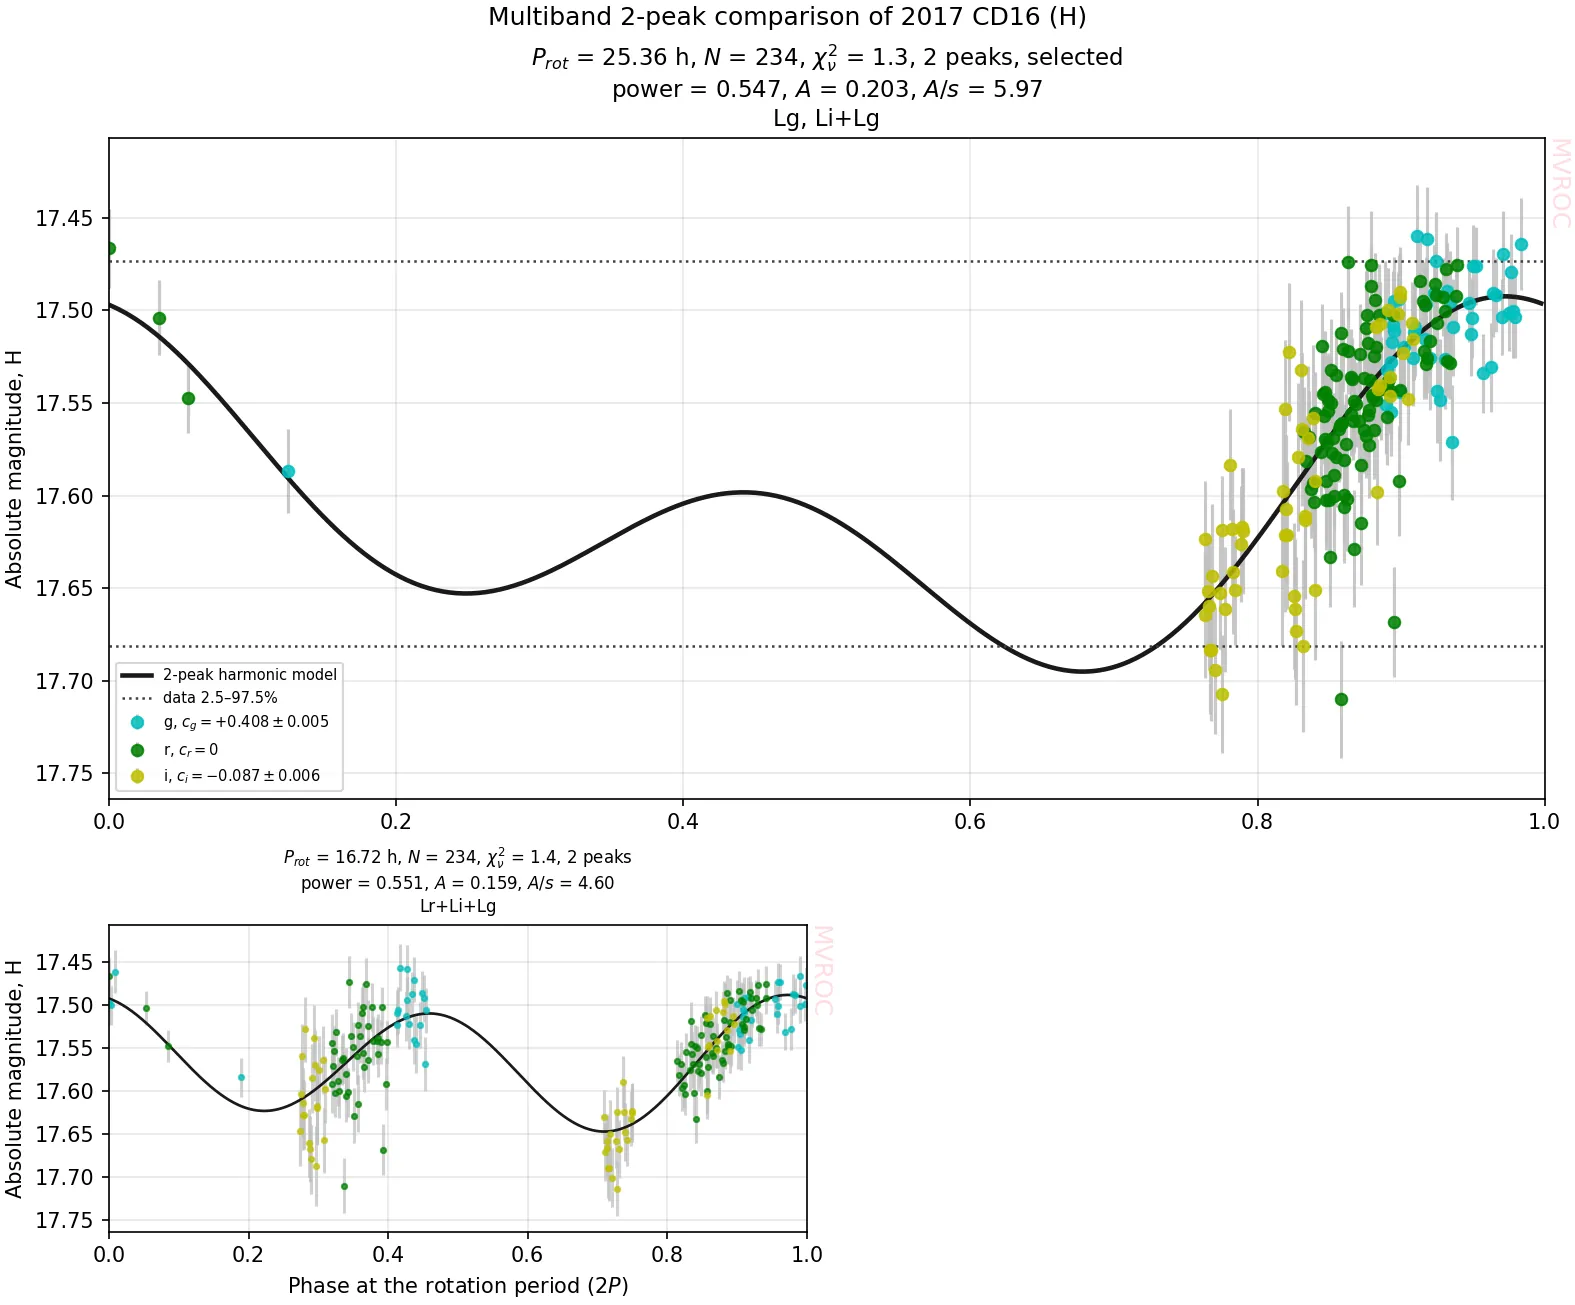 Multiband 2-peak comparison of 2017 CD16 (H)
P_rot = 25.36 h, N = 234, χ²_ν = 1.3, 2 peaks, selected
power = 0.547, A = 0.203, A/s = 5.97
Lg, Li+Lg
MVROC
Absolute magnitude, H
17.45
17.50
17.55
17.60
17.65
17.70
17.75
2-peak harmonic model
data 2.5–97.5%
g, c_g = +0.408 ± 0.005
r, c_r = 0
i, c_i = −0.087 ± 0.006
0.0 0.2 0.4 0.6 0.8 1.0
P_rot = 16.72 h, N = 234, χ²_ν = 1.4, 2 peaks
power = 0.551, A = 0.159, A/s = 4.60
Lr+Li+Lg
MVROC
Absolute magnitude, H
17.45
17.50
17.55
17.60
17.65
17.70
17.75
0.0 0.2 0.4 0.6 0.8 1.0
Phase at the rotation period (2P)